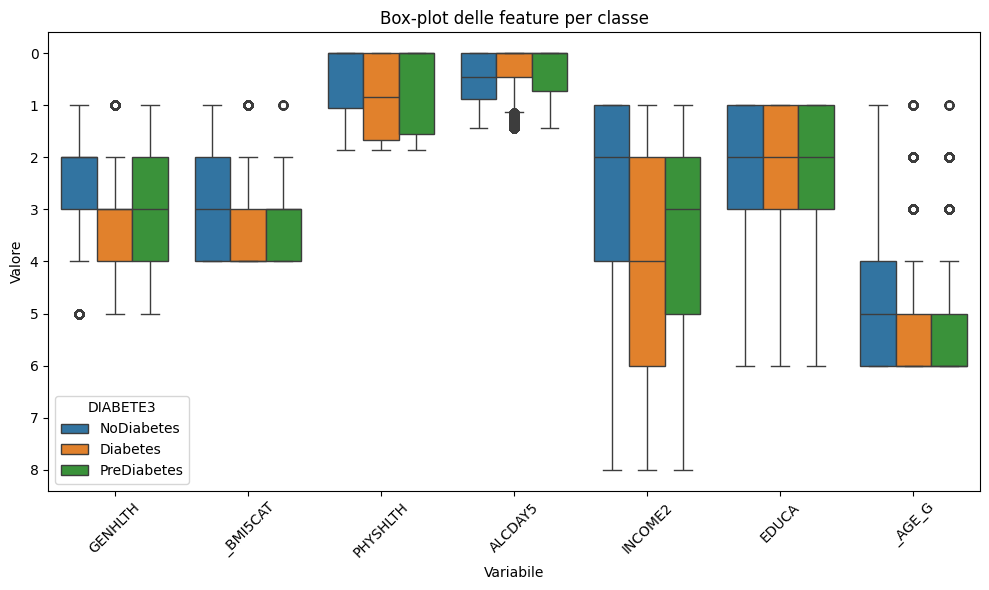 Box-plot delle feature per classe
Valore
0
1
2
3
4
5
6
7
8
DIABETE3
NoDiabetes
Diabetes
PreDiabetes
GENHLTH
_BMI5CAT
PHYSHLTH
ALCDAY5
INCOME2
EDUCA
_AGE_G
Variabile